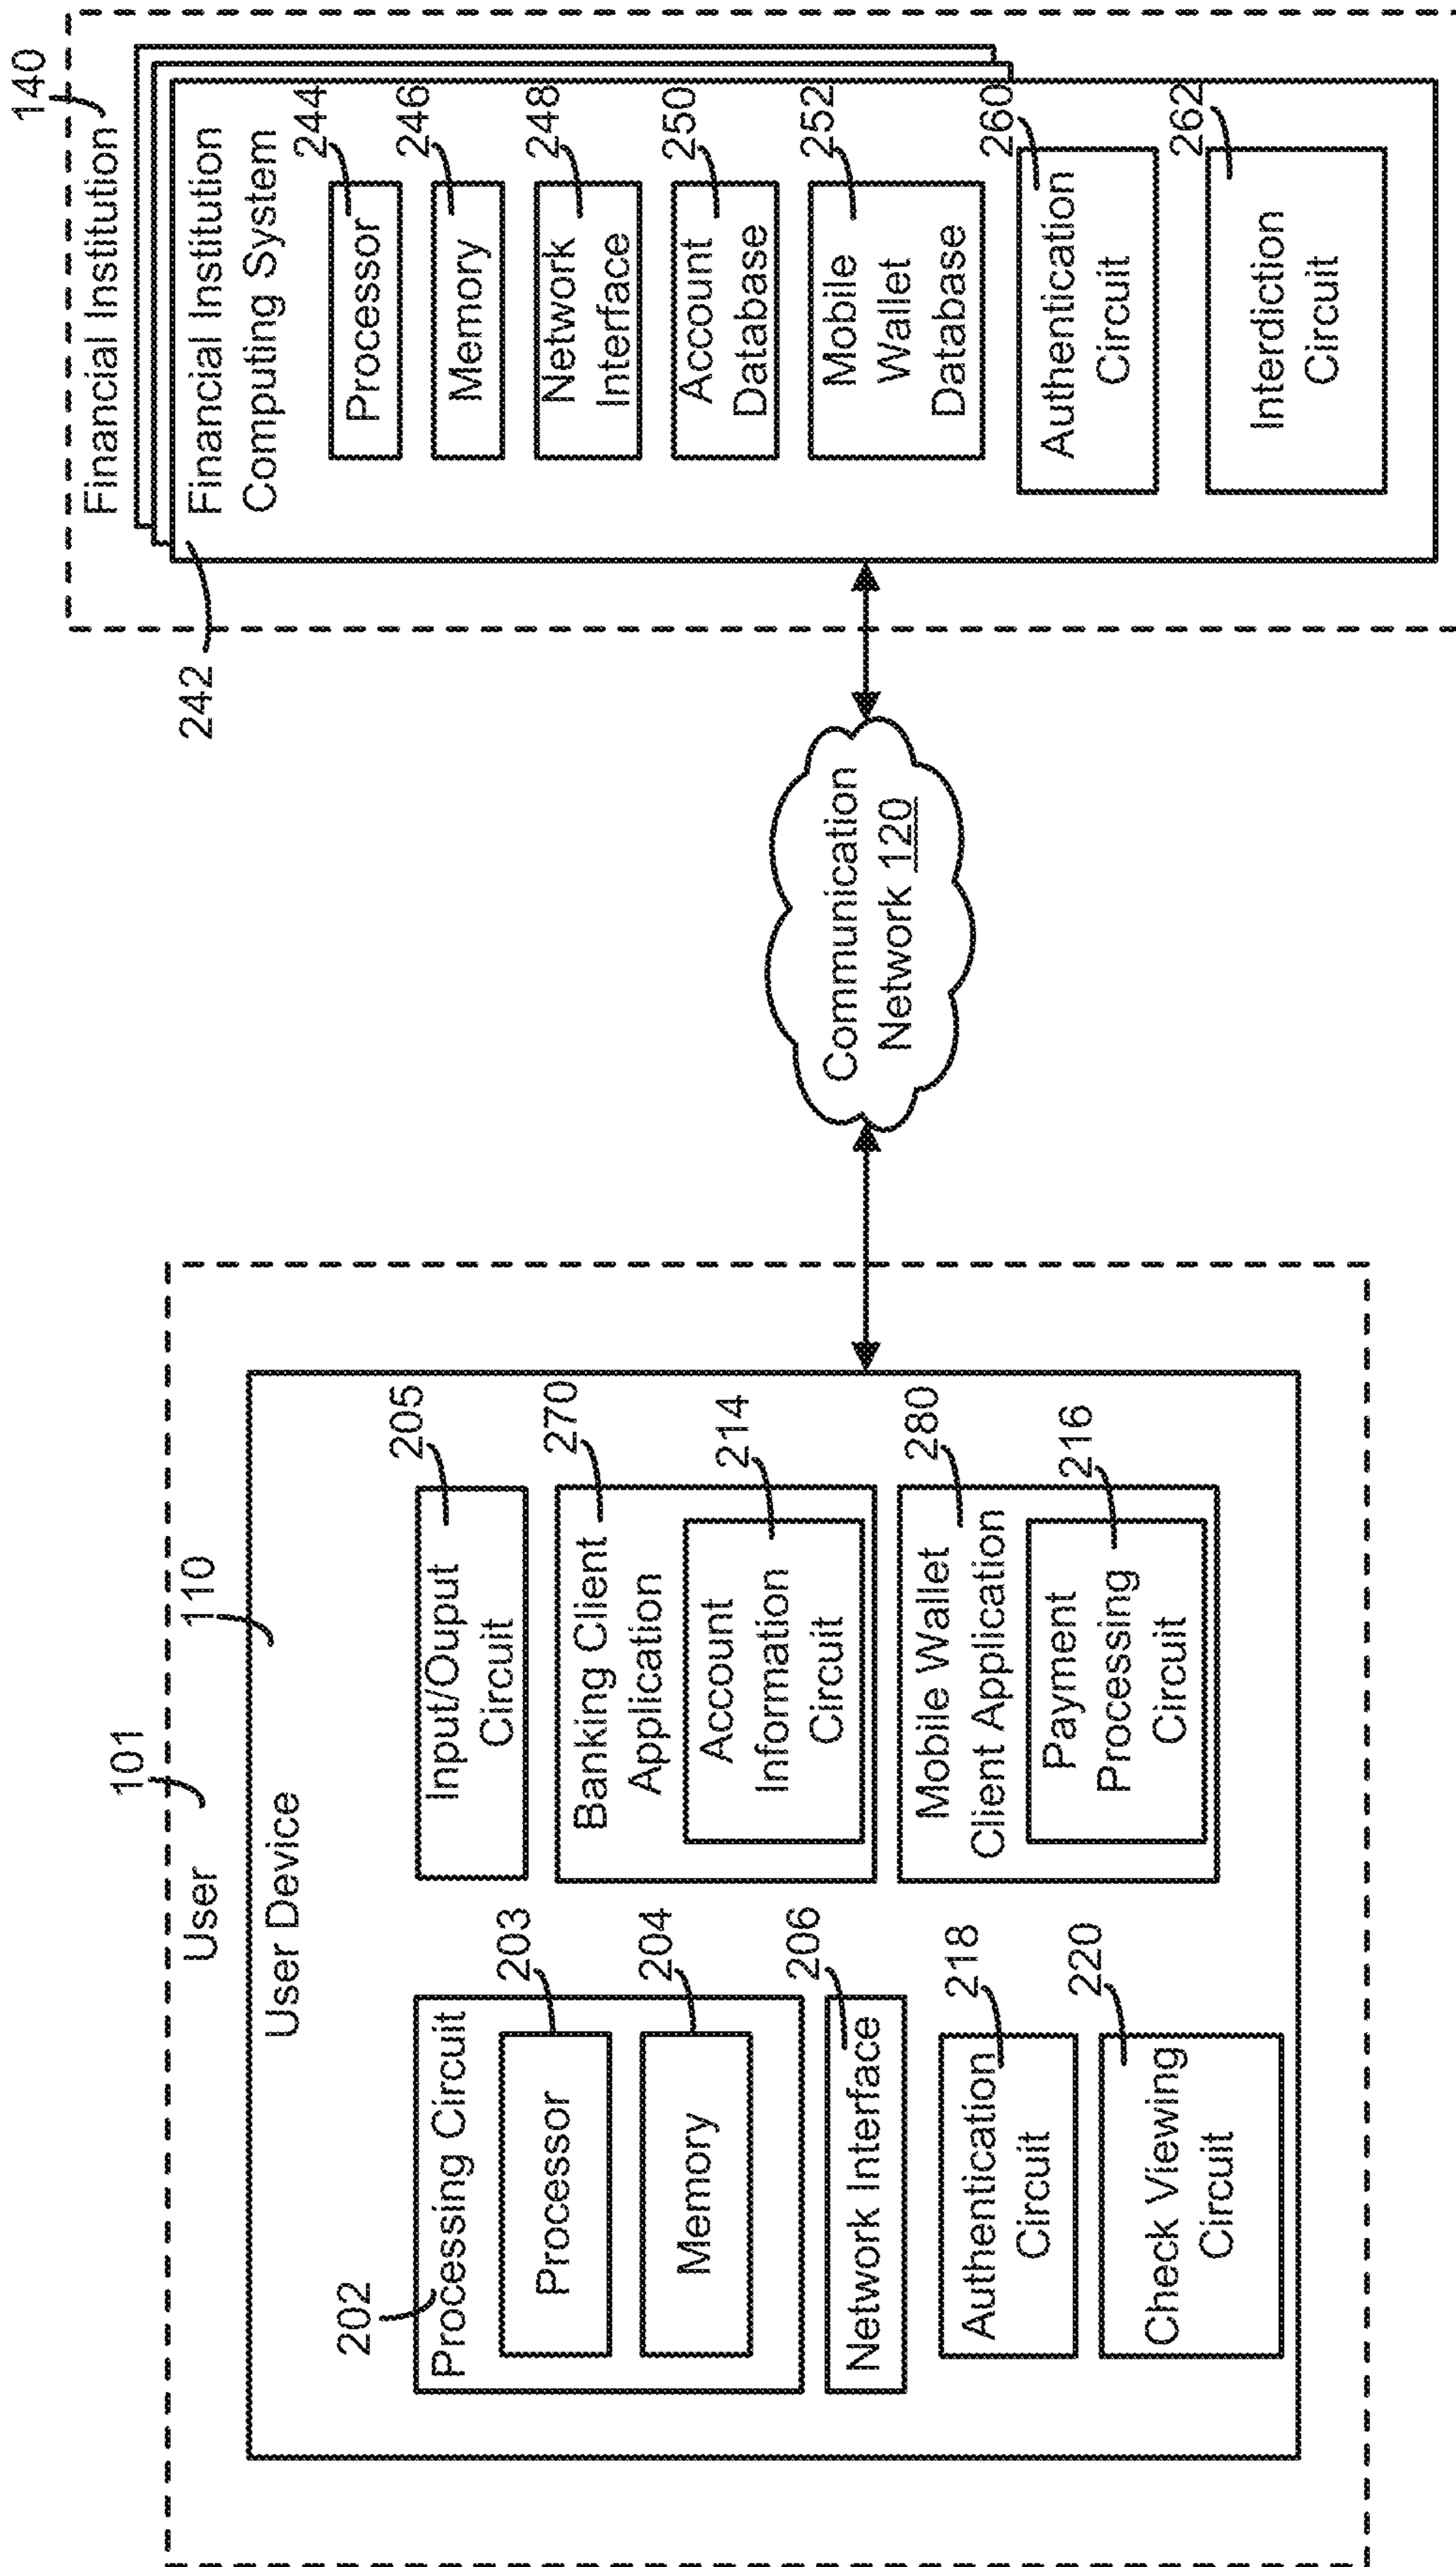 101
User
110
User Device
202
Processing Circuit
203
Processor
204
Memory
206
Network Interface
218
Authentication
Circuit
220
Check Viewing
Circuit
205
Input/Ouput
Circuit
270
Banking Client
Application
214
Account
Information
Circuit
280
Mobile Wallet
Client Application
216
Payment
Processing
Circuit
Communication
Network 120
140
Financial Institution
242
Financial Institution
Computing System
244
Processor
246
Memory
248
Network
Interface
250
Account
Database
252
Mobile
Wallet
Database
260
Authentication
Circuit
262
Interdiction
Circuit